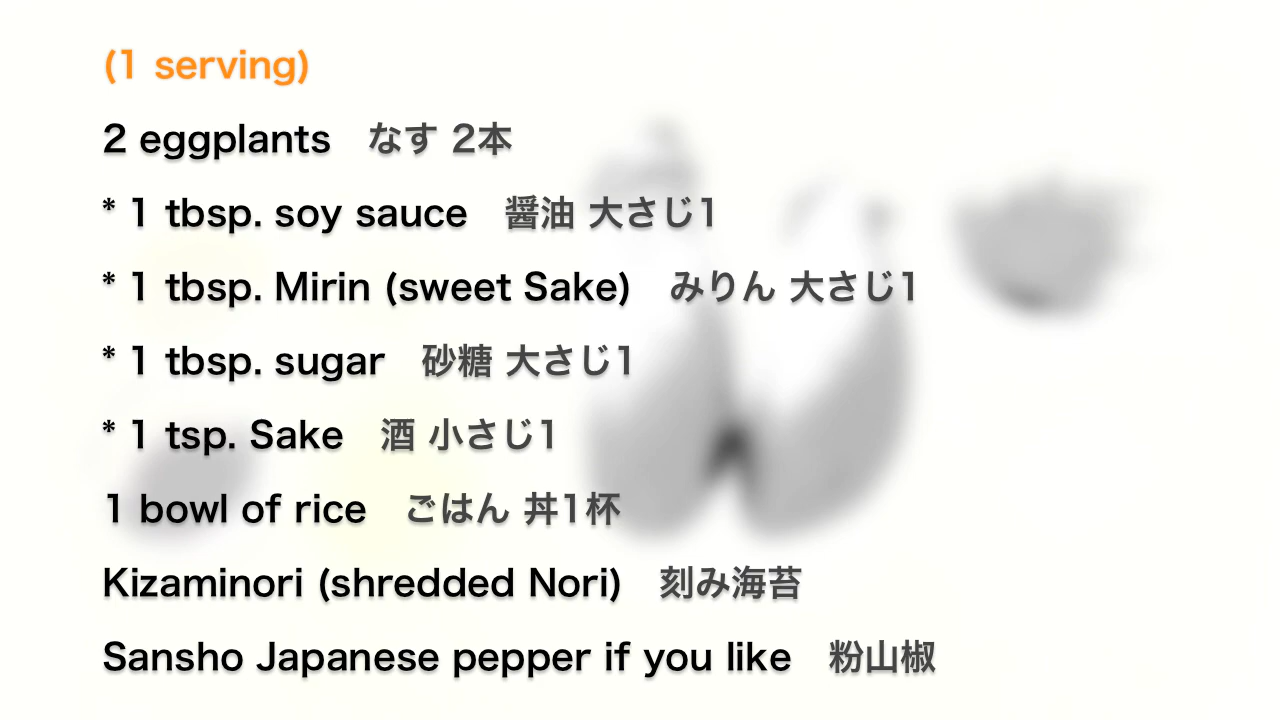 (1 serving)
2 eggplants なす 2本
* 1 tbsp. soy sauce 醤油 大さじ1
* 1 tbsp. Mirin (sweet Sake) みりん 大さじ1
* 1 tbsp. sugar 砂糖 大さじ1
* 1 tsp. Sake 酒 小さじ1
1 bowl of rice ごはん 丼1杯
Kizaminori (shredded Nori) 刻み海苔
Sansho Japanese pepper if you like 粉山椒